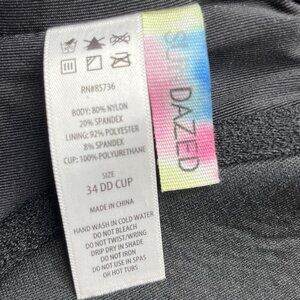 RN#85736
BODY: 80% NYLON
20% SPANDEX
LINING: 92% POLYESTER
8% SPANDEX
CUP: 100% POLYURETHANE
SIZE
34 DD CUP
MADE IN CHINA
HAND WASH IN COLD WATER
DO NOT BLEACH
DO NOT TWIST/WRING
DRIP DRY IN SHADE
DO NOT IRON
DO NOT USE IN SPAS
OR HOT TUBS
DAZED